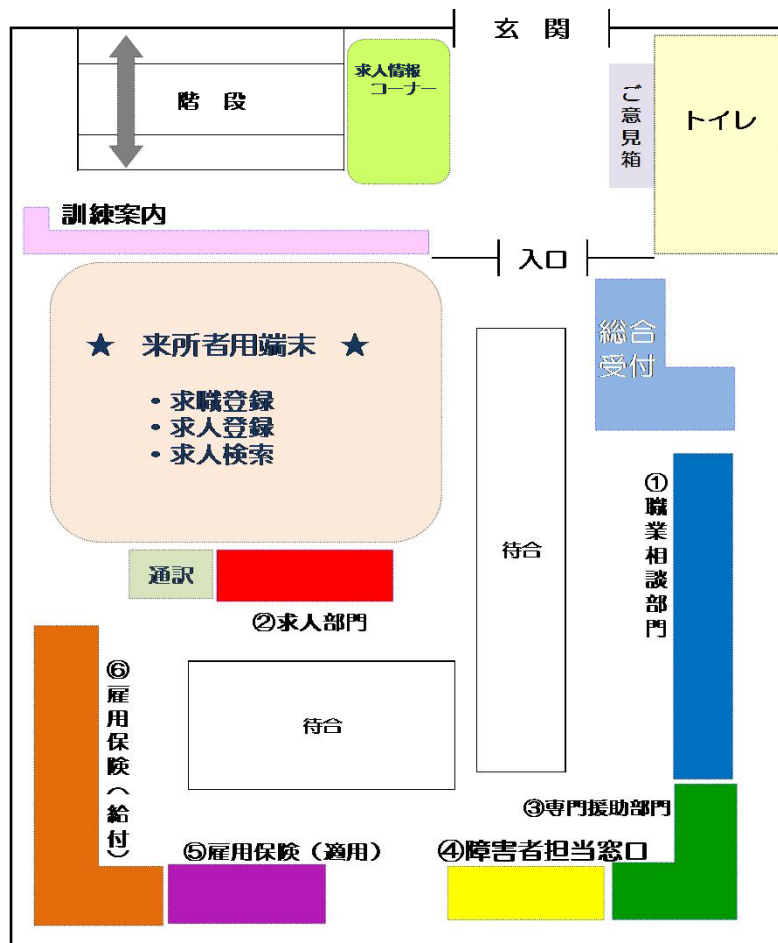 玄　関
求人情報
コーナー
階　段
ご意見箱
トイレ
訓練案内
入口
総合
受付
★　来所者用端末　★
・求職登録
・求人登録
・求人検索
①職業相談部門
待合
通訳
②求人部門
⑥雇用保険（給付）
待合
③専門援助部門
⑤雇用保険（適用）
④障害者担当窓口